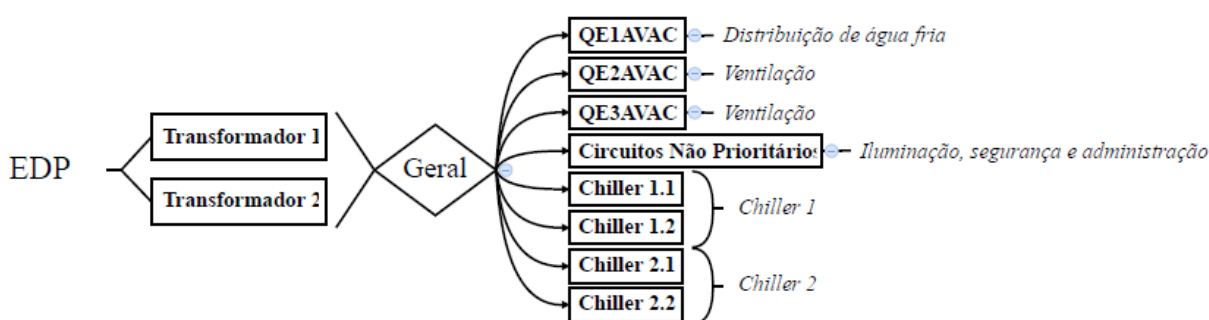 QE1AVAC Distribuição de água fria
QE2AVAC Ventilação
QE3AVAC Ventilação
Transformador 1
Circuitos Não Prioritários Iluminação, segurança e administração
EDP
Geral
Chiller 1.1
Transformador 2
Chiller 1
Chiller 1.2
Chiller 2.1
Chiller 2
Chiller 2.2